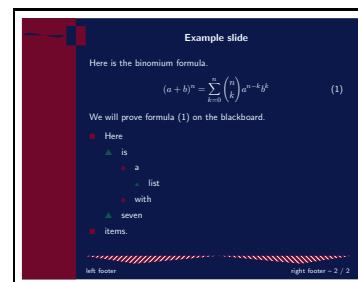 Example slide
Here is the binomium formula.
(a + b)^n = \sum_{k=0}^{n} \binom{n}{k} a^{n-k} b^k (1)
We will prove formula (1) on the blackboard.
Here
is
a
list
with
seven
items.
left footer right footer – 2 / 2